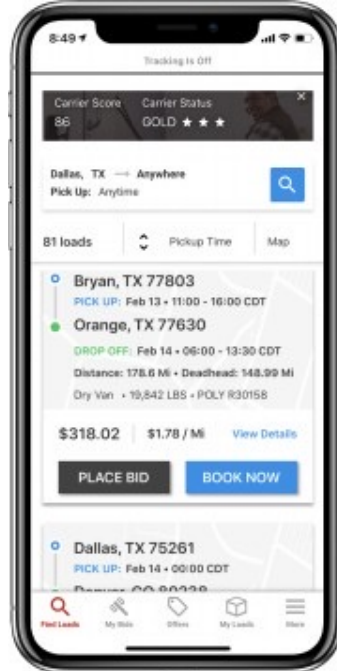 8:49
Tracking Is Off
Carrier Score Carrier Status
86 GOLD ★ ★ ★
Dallas, TX → Anywhere
Pick Up: Anytime
81 loads Pickup Time Map
Bryan, TX 77803
PICK UP: Feb 13 • 11:00 - 16:00 CDT
Orange, TX 77630
DROP OFF: Feb 14 • 06:00 - 13:30 CDT
Distance: 178.6 Mi • Deadhead: 148.99 Mi
Dry Van • 19,842 LBS • POLY R30158
$318.02 $1.78 / Mi View Details
PLACE BID BOOK NOW
Dallas, TX 75261
PICK UP: Feb 14 • 00:00 CDT
Denver, CO 80238
Find Loads My Bids Offers My Loads More